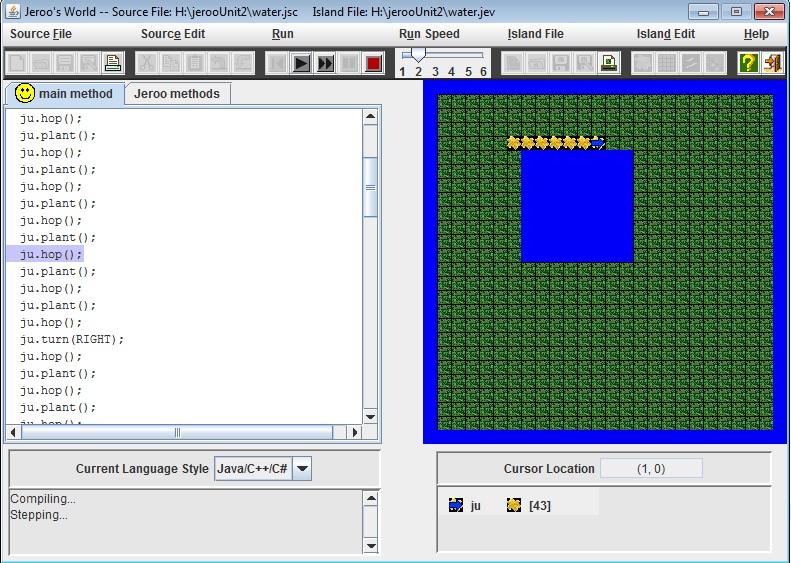 Jeroo's World -- Source File: H:\jerooUnit2\water.jsc     Island File: H:\jerooUnit2\water.jev
Source File Source Edit Run Run Speed Island File Island Edit Help
1 2 3 4 5 6
main method Jeroo methods
ju.hop();
ju.plant();
ju.hop();
ju.plant();
ju.hop();
ju.plant();
ju.hop();
ju.plant();
ju.hop();
ju.plant();
ju.hop();
ju.plant();
ju.hop();
ju.turn(RIGHT);
ju.hop();
ju.plant();
ju.hop();
ju.plant();
ju.hop();
Current Language Style Java/C++/C#
Cursor Location (1, 0)
Compiling...
Stepping...
ju [43]